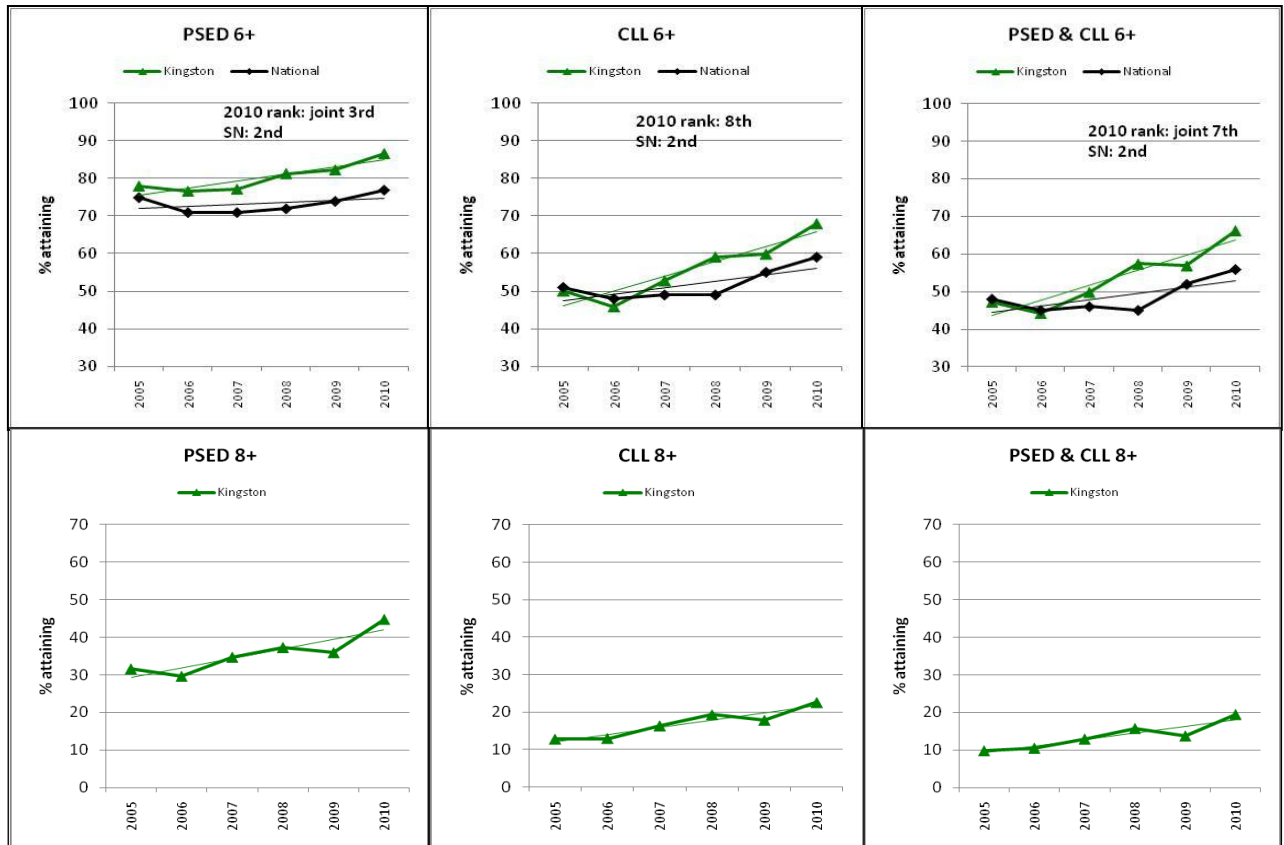 PSED 6+
Kingston National
2010 rank: joint 3rd
SN: 2nd
% attaining
100
90
80
70
60
50
40
30
2005 2006 2007 2008 2009 2010
CLL 6+
Kingston National
2010 rank: 8th
SN: 2nd
% attaining
100
90
80
70
60
50
40
30
2005 2006 2007 2008 2009 2010
PSED & CLL 6+
Kingston National
2010 rank: joint 7th
SN: 2nd
% attaining
100
90
80
70
60
50
40
30
2005 2006 2007 2008 2009 2010
PSED 8+
Kingston
% attaining
70
60
50
40
30
20
10
0
2005 2006 2007 2008 2009 2010
CLL 8+
Kingston
% attaining
70
60
50
40
30
20
10
0
2005 2006 2007 2008 2009 2010
PSED & CLL 8+
Kingston
% attaining
70
60
50
40
30
20
10
0
2005 2006 2007 2008 2009 2010